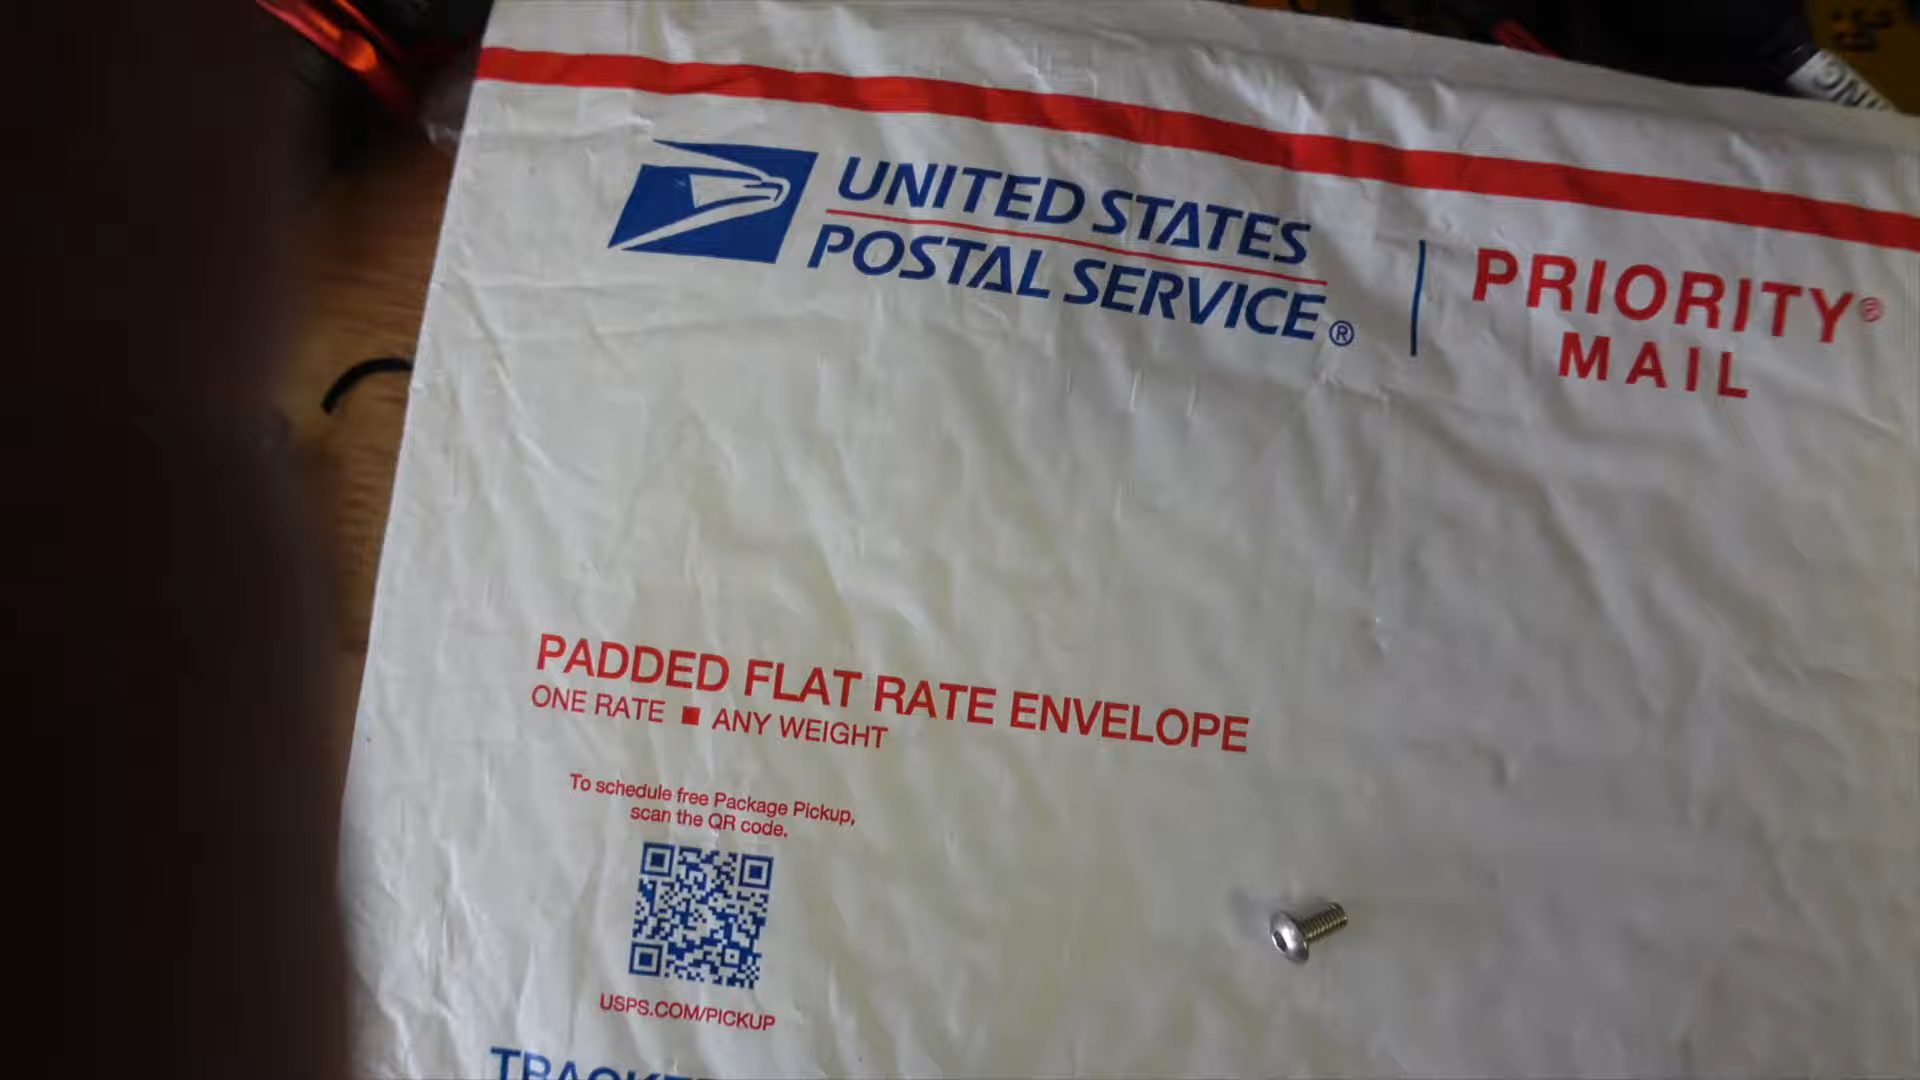 UNITED STATES
POSTAL SERVICE®
PRIORITY®
MAIL
PADDED FLAT RATE ENVELOPE
ONE RATE ■ ANY WEIGHT
To schedule free Package Pickup,
scan the QR code.
USPS.COM/PICKUP